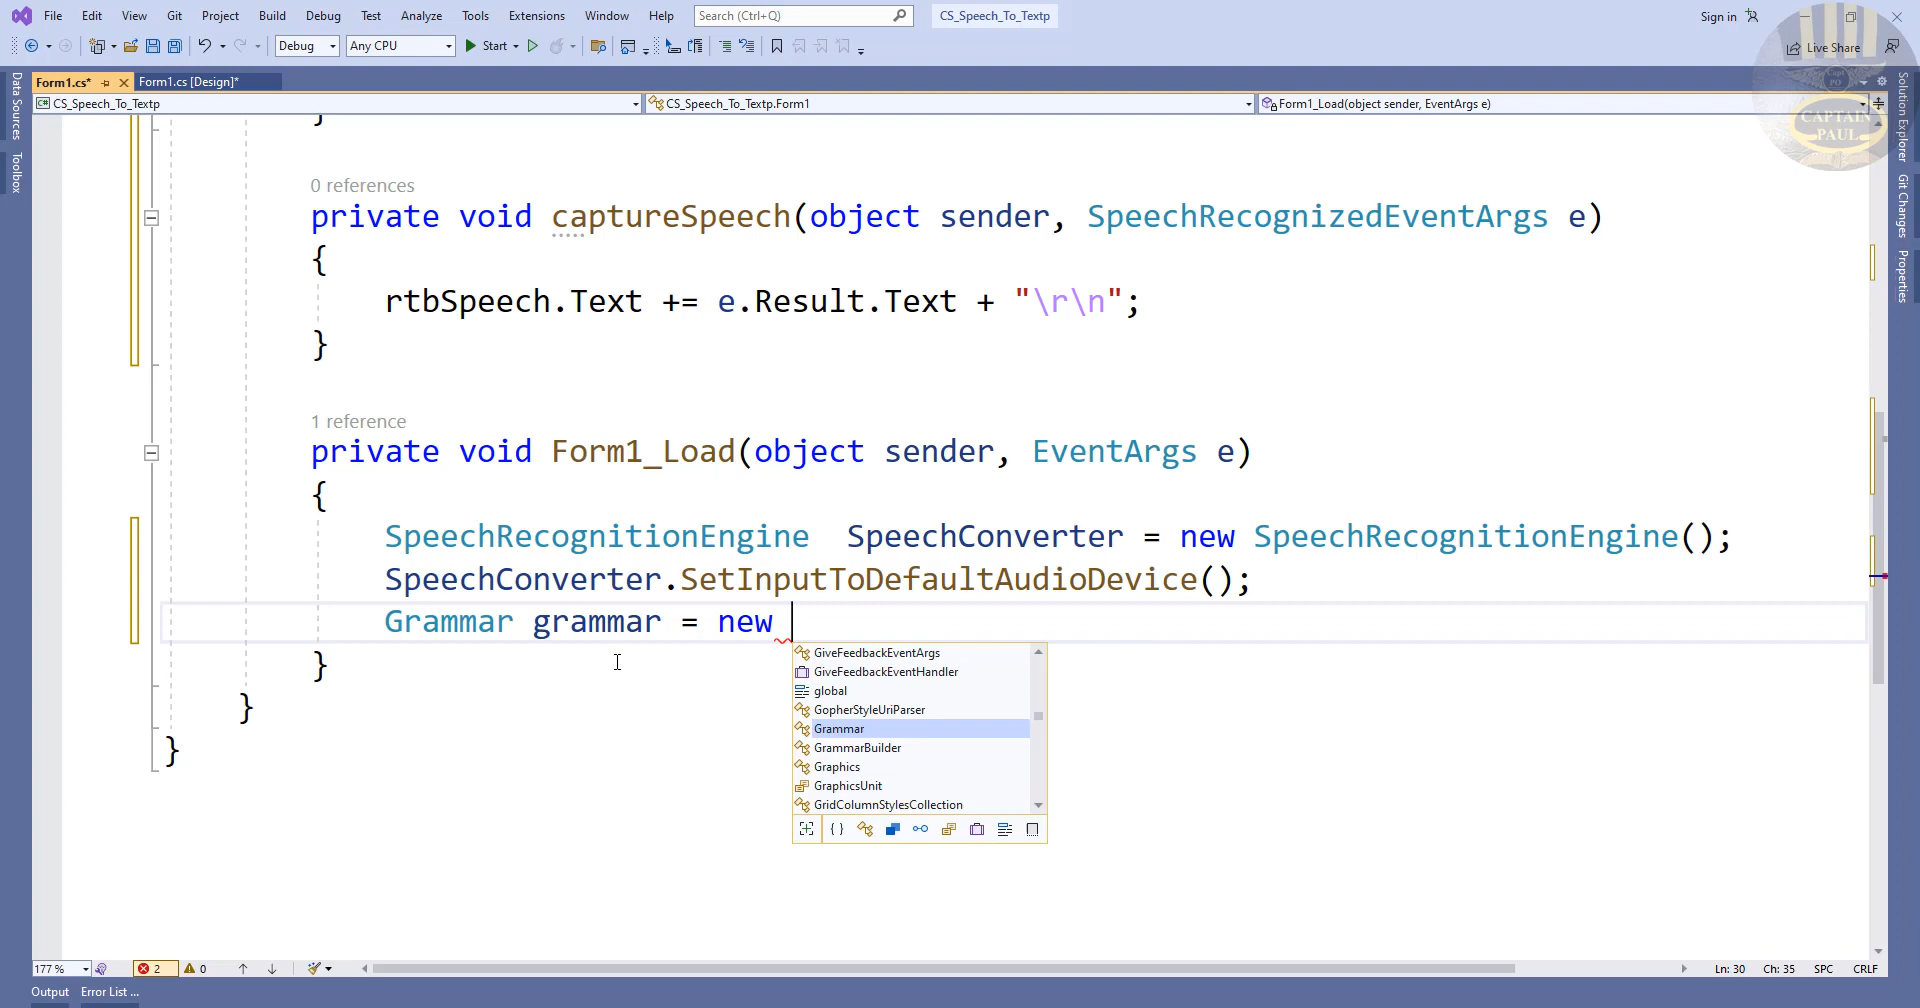 File Edit View Git Project Build Debug Test Analyze Tools Extensions Window Help Search (Ctrl+Q) CS_Speech_To_Textp Sign in
Debug Any CPU Start Live Share
Form1.cs* Form1.cs [Design]*
CS_Speech_To_Textp CS_Speech_To_Textp.Form1 Form1_Load(object sender, EventArgs e)
Data Sources
Toolbox
Solution Explorer
Git Changes
Properties
Capt
PO
CAPTAIN
PAUL
}
0 references
private void captureSpeech(object sender, SpeechRecognizedEventArgs e)
{
rtbSpeech.Text += e.Result.Text + "\r\n";
}
1 reference
private void Form1_Load(object sender, EventArgs e)
{
SpeechRecognitionEngine  SpeechConverter = new SpeechRecognitionEngine();
SpeechConverter.SetInputToDefaultAudioDevice();
Grammar grammar = new
}
}
}
GiveFeedbackEventArgs
GiveFeedbackEventHandler
global
GopherStyleUriParser
Grammar
GrammarBuilder
Graphics
GraphicsUnit
GridColumnStylesCollection
177 % 2 0 Ln: 30 Ch: 35 SPC CRLF
Output Error List ...